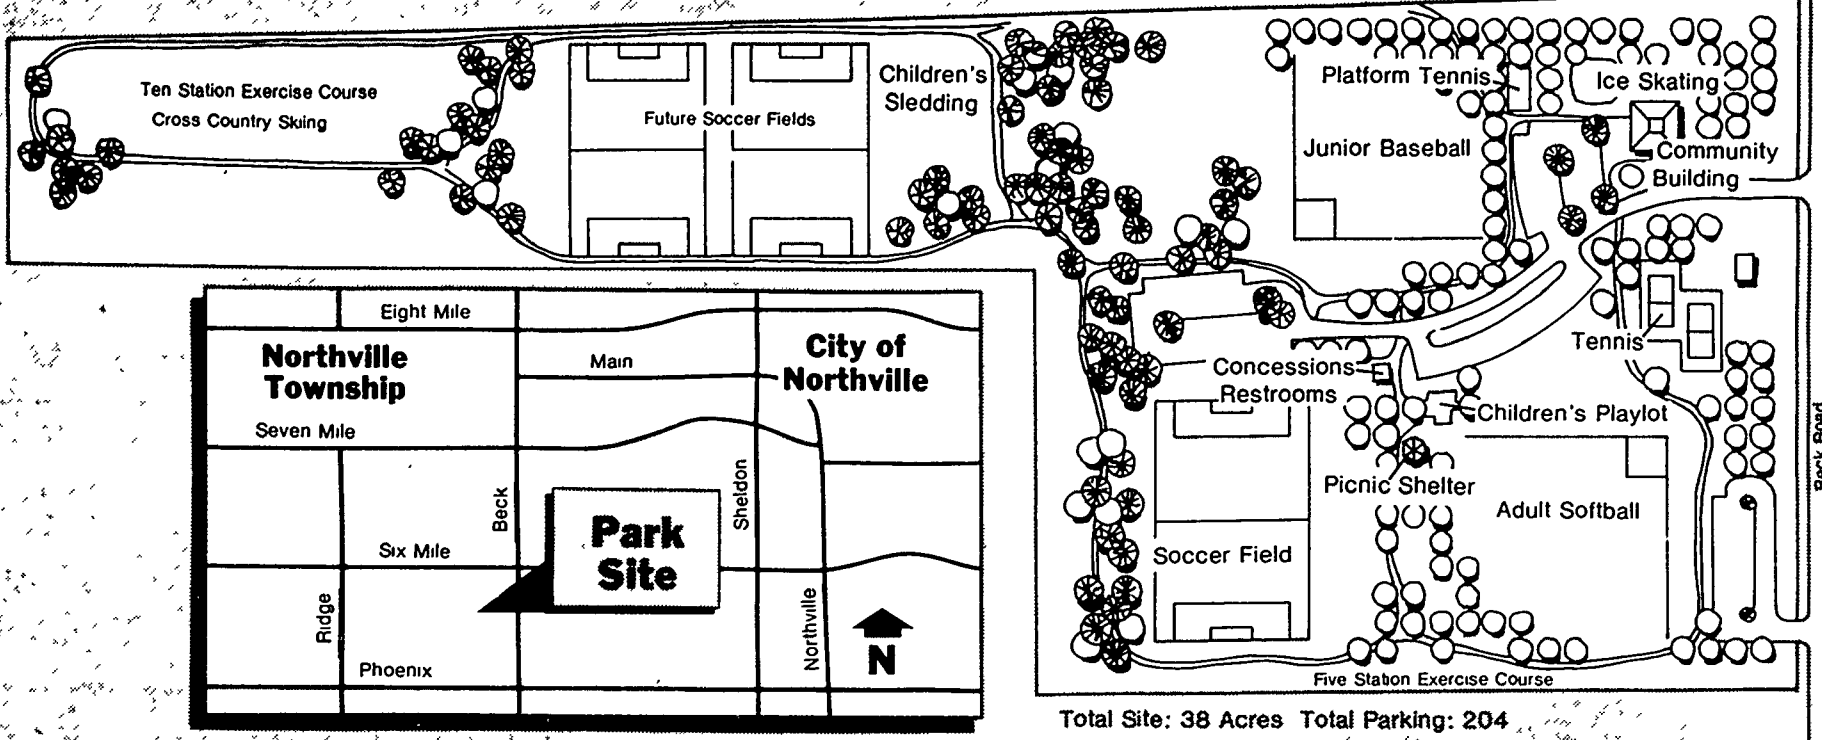 Ten Station Exercise Course
Cross Country Skiing
Future Soccer Fields
Children's
Sledding
Platform Tennis
Ice Skating
Junior Baseball
Community
Building
Tennis
Concessions
Restrooms
Children's Playlot
Picnic Shelter
Adult Softball
Soccer Field
Beck Road
Five Station Exercise Course
Total Site: 38 Acres Total Parking: 204
Eight Mile
Northville
Township
Main
City of
Northville
Seven Mile
Beck
Sheldon
Park
Site
Six Mile
Ridge
Northville
N
Phoenix